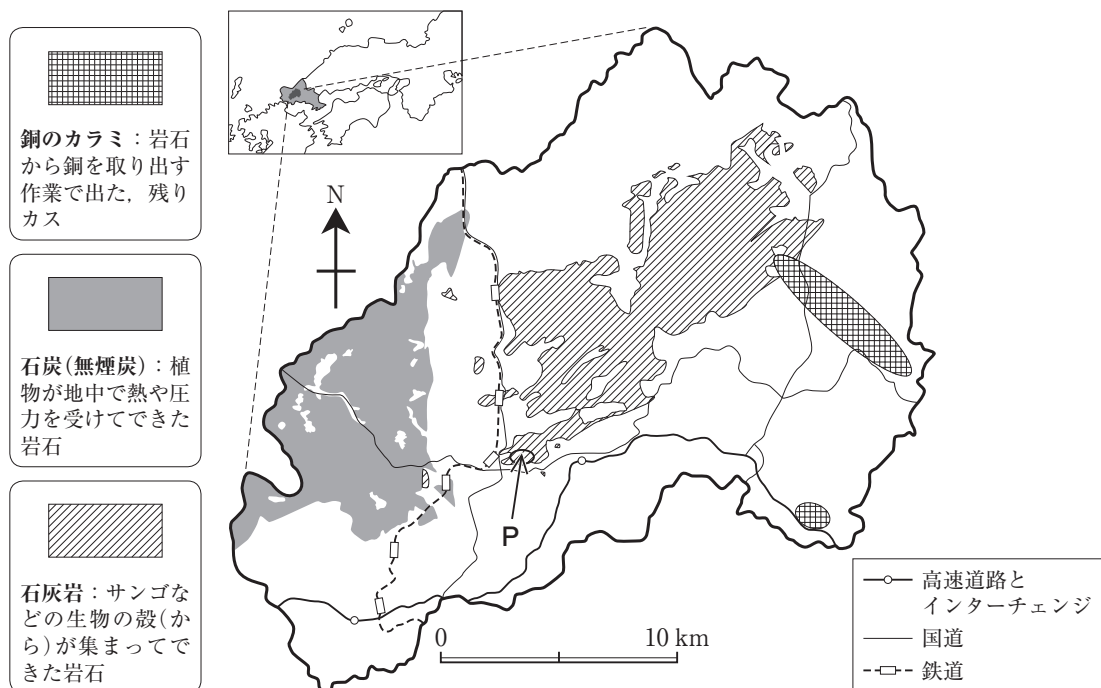 銅のカラミ：岩石
から銅を取り出す
作業で出た，残り
カス
石炭(無煙炭)：植
物が地中で熱や圧
力を受けてできた
岩石
石灰岩：サンゴな
どの生物の殻(か
ら)が集まってで
きた岩石
N
P
0 10 km
高速道路と
インターチェンジ
国道
鉄道